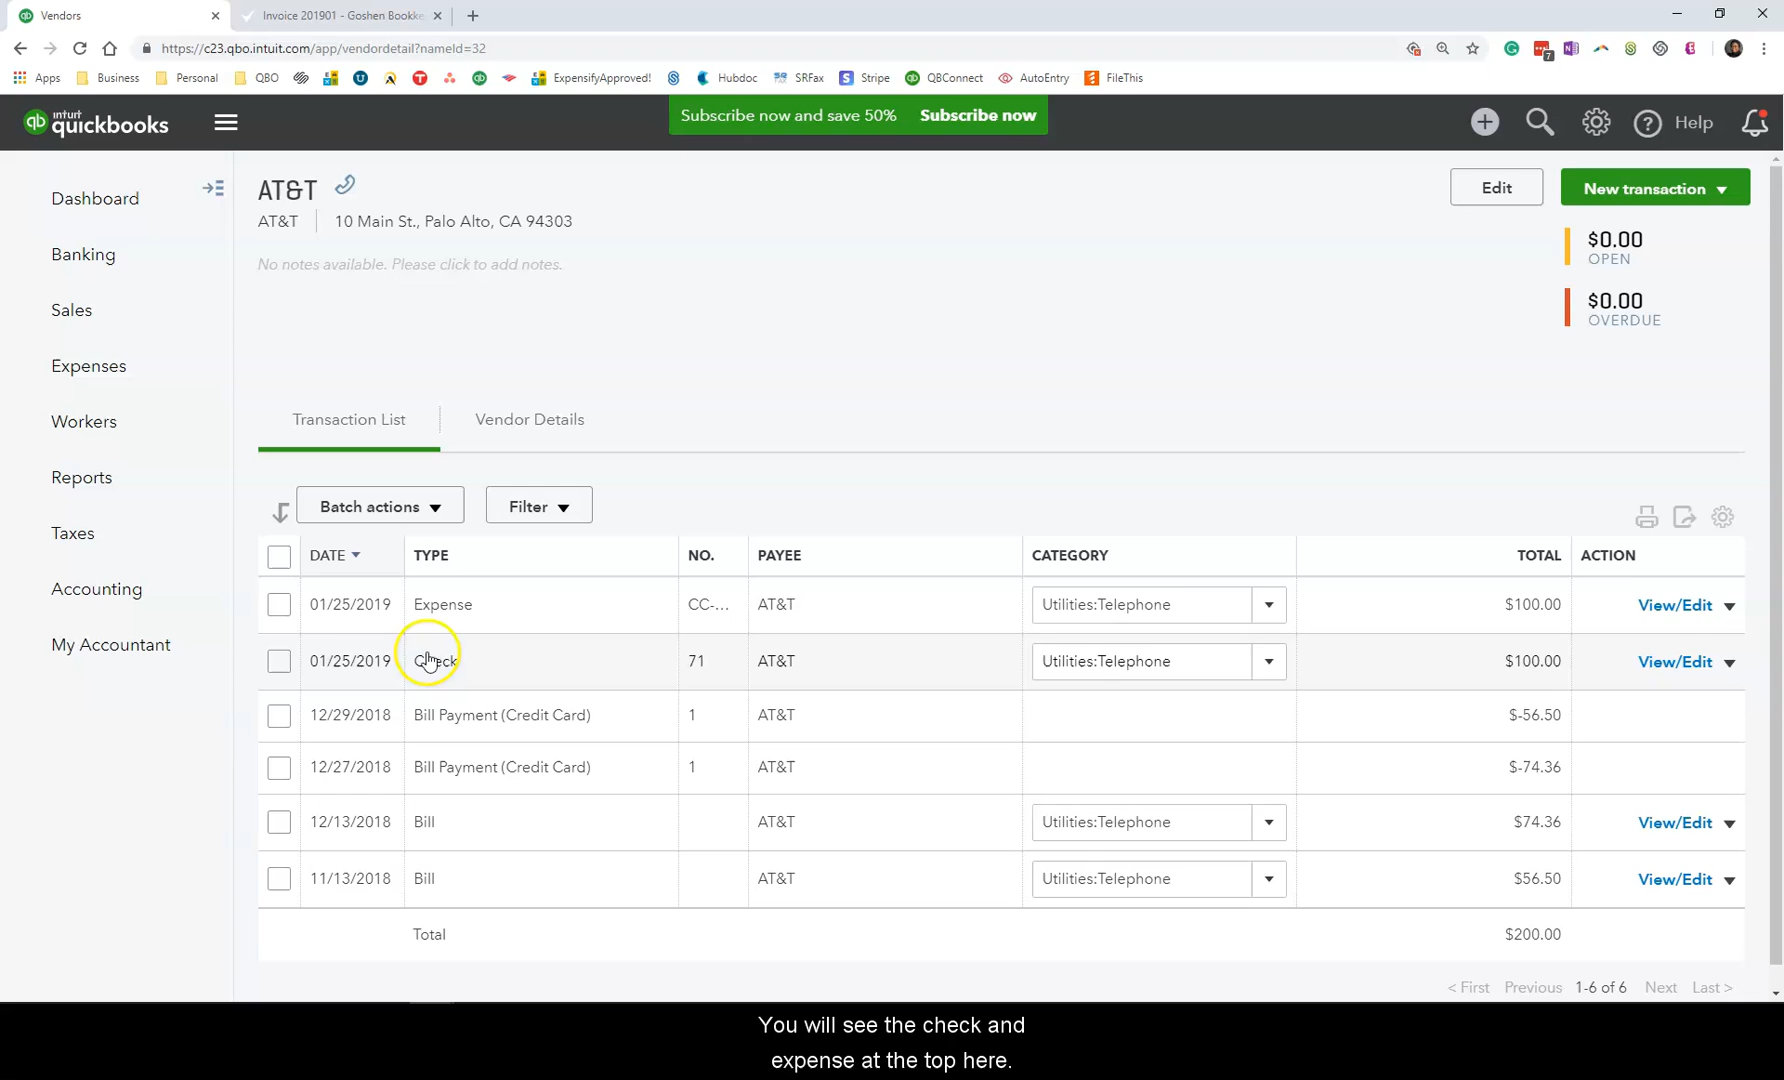 Vendors
Invoice 201901 - Goshen Bookke
https://c23.qbo.intuit.com/app/vendordetail?nameId=32
7
Apps Business Personal QBO ExpensifyApproved! Hubdoc SRFax Stripe QBConnect AutoEntry FileThis
intuit
quickbooks
Subscribe now and save 50% Subscribe now
Help
Dashboard
Banking
Sales
Expenses
Workers
Reports
Taxes
Accounting
My Accountant
AT&T
AT&T 10 Main St., Palo Alto, CA 94303
No notes available. Please click to add notes.
Edit
New transaction
$0.00
OPEN
$0.00
OVERDUE
Transaction List Vendor Details
Batch actions Filter
DATE TYPE NO. PAYEE CATEGORY TOTAL ACTION
01/25/2019 Expense CC-... AT&T Utilities:Telephone $100.00 View/Edit
01/25/2019 Check 71 AT&T Utilities:Telephone $100.00 View/Edit
12/29/2018 Bill Payment (Credit Card) 1 AT&T $-56.50
12/27/2018 Bill Payment (Credit Card) 1 AT&T $-74.36
12/13/2018 Bill AT&T Utilities:Telephone $74.36 View/Edit
11/13/2018 Bill AT&T Utilities:Telephone $56.50 View/Edit
Total $200.00
< First Previous 1-6 of 6 Next Last >
You will see the check and
expense at the top here.